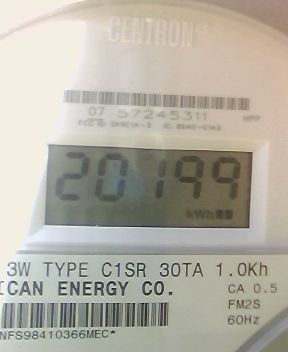 CENTRON®
07 57245311
HPP
20199
kWh
3W TYPE C1SR 30TA 1.0Kh
ICAN ENERGY CO.
CA 0.5
FM2S
60Hz
NFS98410366MEC*